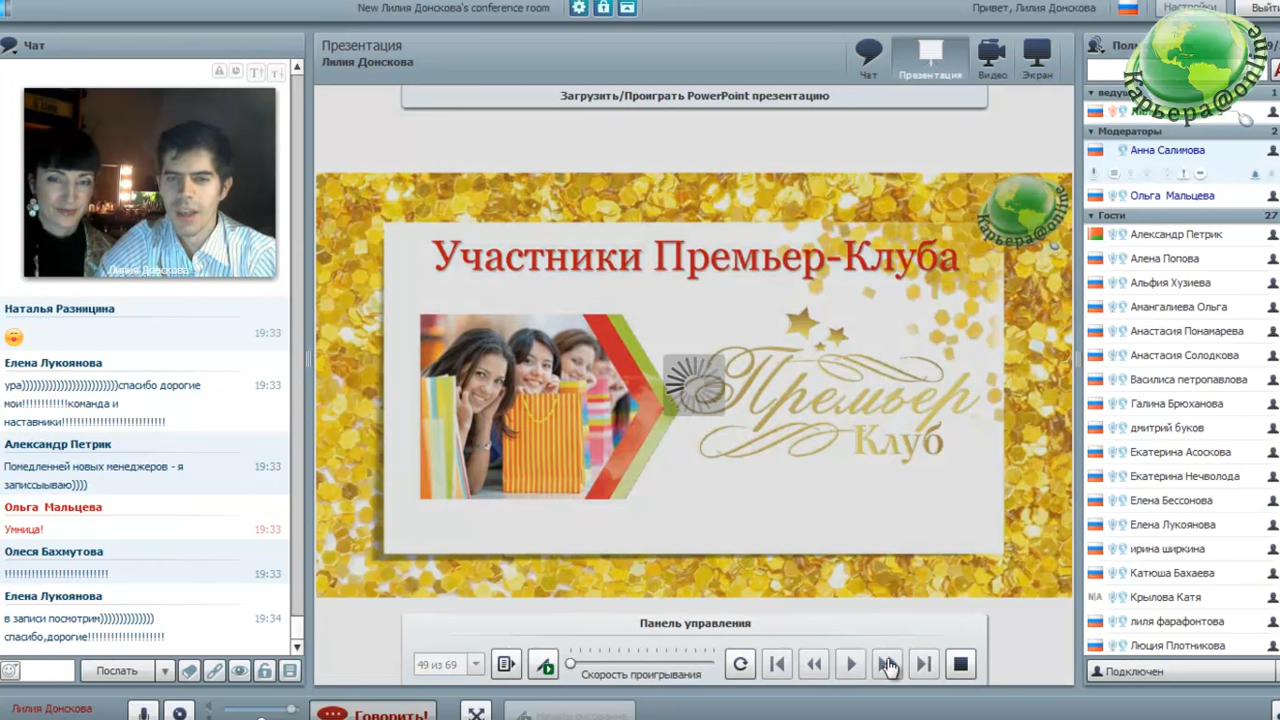 New Лилия Донскова's conference room
Привет, Лилия Донскова
Настройки
Выйти
Чат
Лилия Донскова
Наталья Разницина
19:33
Елена Лукоянова
ура))))))))))))))))))))))))))спасибо дорогие
19:33
мои!!!!!!!!!!!!команда и
наставники!!!!!!!!!!!!!!!!!!!!!!!!!!!
Александр Петрик
Помедленней новых менеджеров - я
19:33
записсыываю))))
Ольга Мальцева
Умница!
19:33
Олеся Бахмутова
!!!!!!!!!!!!!!!!!!!!!!!!!!
19:33
Елена Лукоянова
в записи посмотрим))))))))))))))
19:34
спасибо,дорогие!!!!!!!!!!!!!!!!!!!!
Послать
Лилия Донскова
Презентация
Лилия Донскова
Чат
Презентация
Видео
Экран
Загрузить/Проиграть PowerPoint презентацию
Участники Премьер-Клуба
Карьера@online
Премьер
Клуб
Панель управления
49 из 69
Скорость проигрывания
Говорить!
Карьера@online
1
Модераторы
2
Анна Салимова
Ольга Мальцева
Гости
27
Александр Петрик
Алена Попова
Альфия Хузиева
Амангалиева Ольга
Анастасия Понамарева
Анастасия Солодкова
Василиса петропавлова
Галина Брюханова
дмитрий буков
Екатерина Асоскова
Екатерина Нечволода
Елена Бессонова
Елена Лукоянова
ирина ширкина
Катюша Бахаева
N\A
Крылова Катя
лиля фарафонтова
Люция Плотникова
Подключен